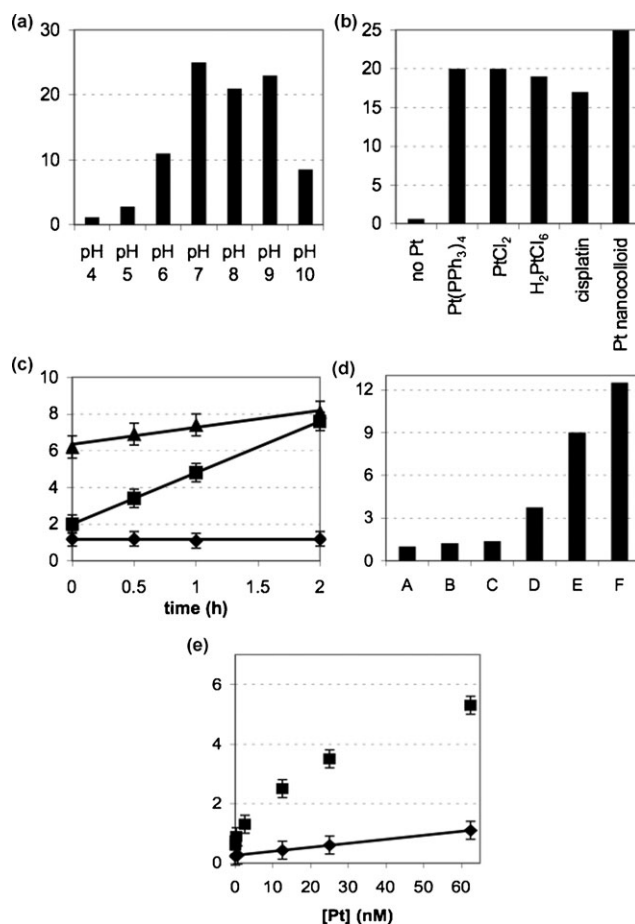 (a)
30
20
10
0
pH pH pH pH pH pH pH
4 5 6 7 8 9 10
(b)
25
20
15
10
5
0
no Pt
Pt(PPh₃)₄
PtCl₂
H₂PtCl₆
cisplatin
Pt nanocolloid
(c)
10
8
6
4
2
0
0 0.5 1 1.5 2
time (h)
(d)
12
9
6
3
0
A B C D E F
(e)
6
4
2
0
0 10 20 30 40 50 60
[Pt] (nM)